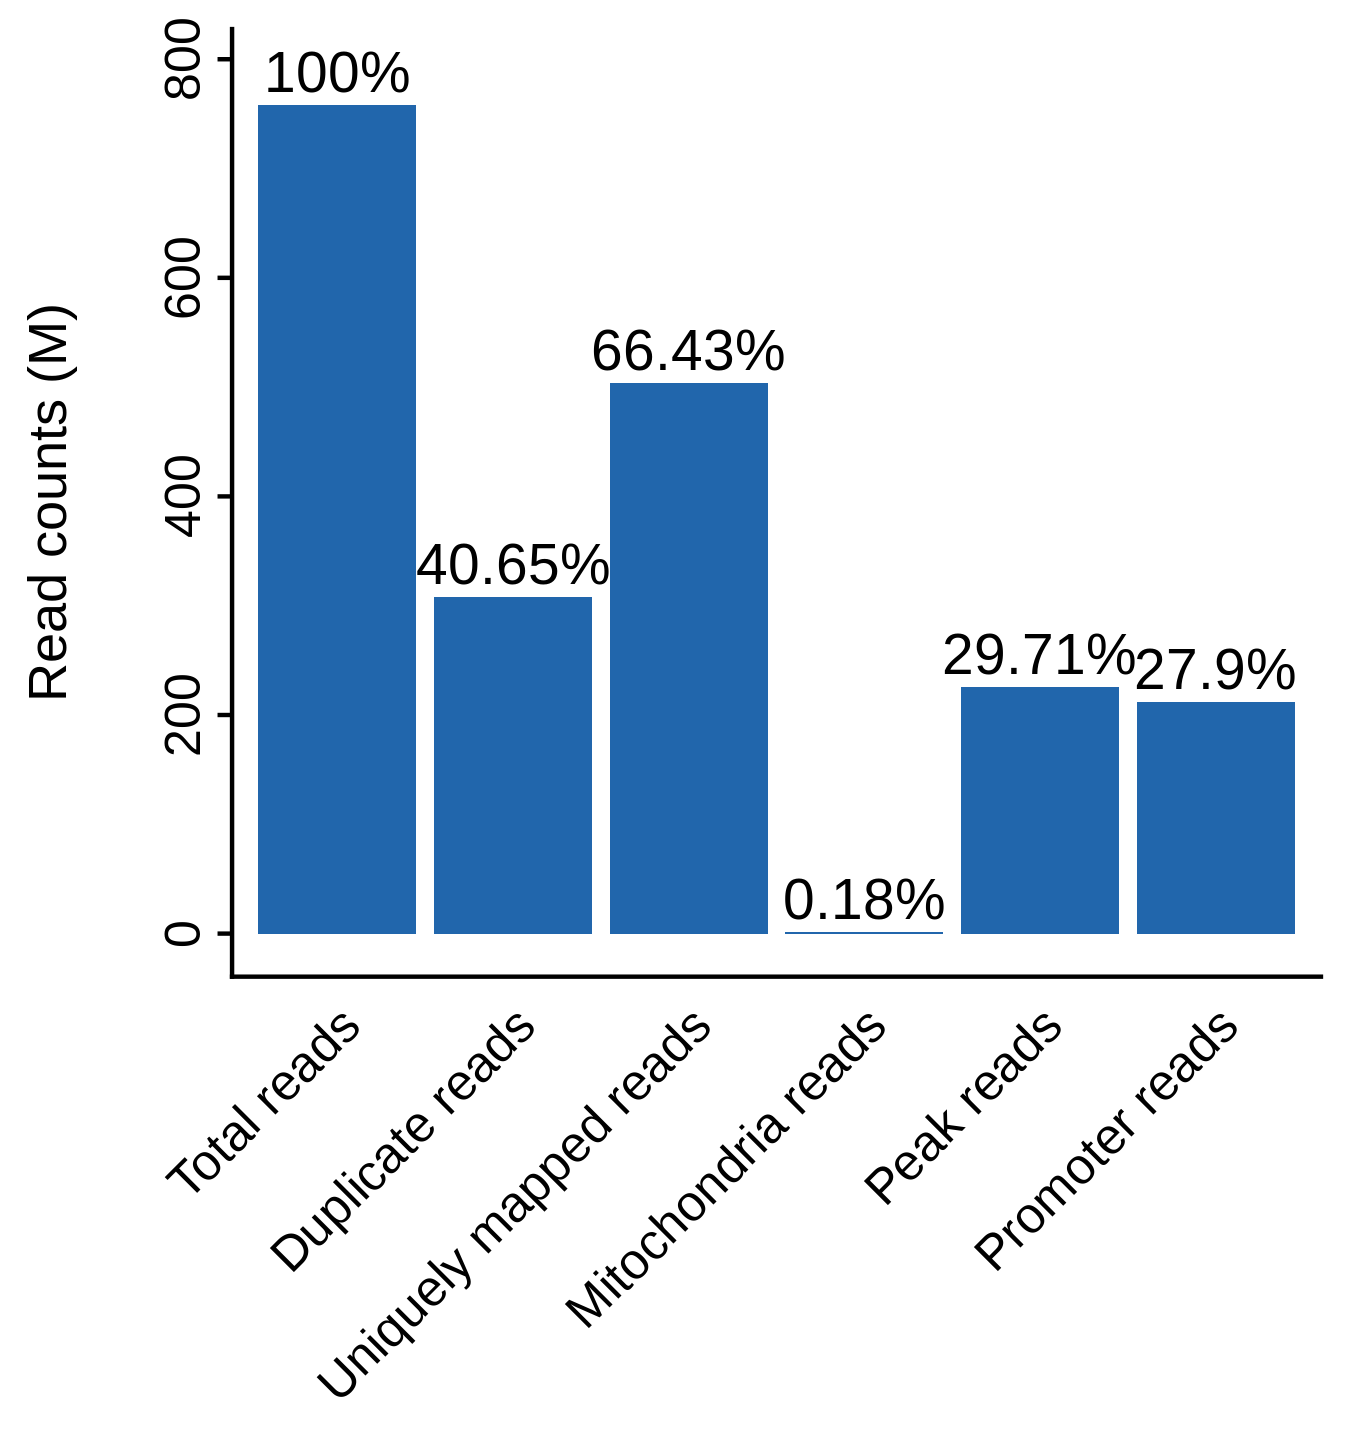 Read counts (M)
800
600
400
200
0
100%
40.65%
66.43%
0.18%
29.71%
27.9%
Total reads
Duplicate reads
Uniquely mapped reads
Mitochondria reads
Peak reads
Promoter reads